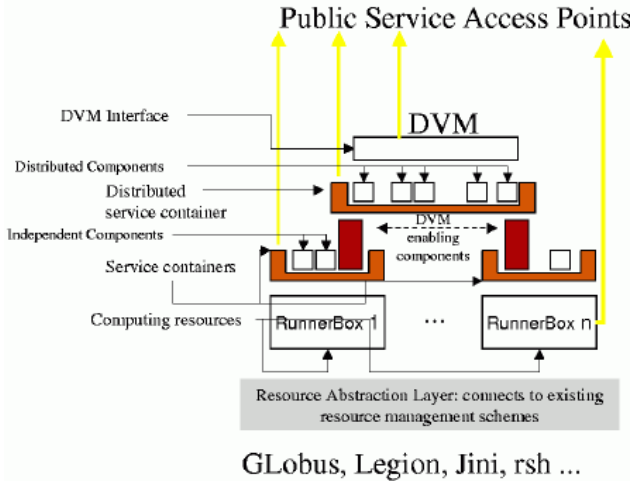 Public Service Access Points
DVM Interface
DVM
Distributed Components
Distributed
service container
DVM
enabling
components
Independent Components
Service containers
Computing resources
RunnerBox 1
...
RunnerBox n
Resource Abstraction Layer: connects to existing
resource management schemes
GLobus, Legion, Jini, rsh ...